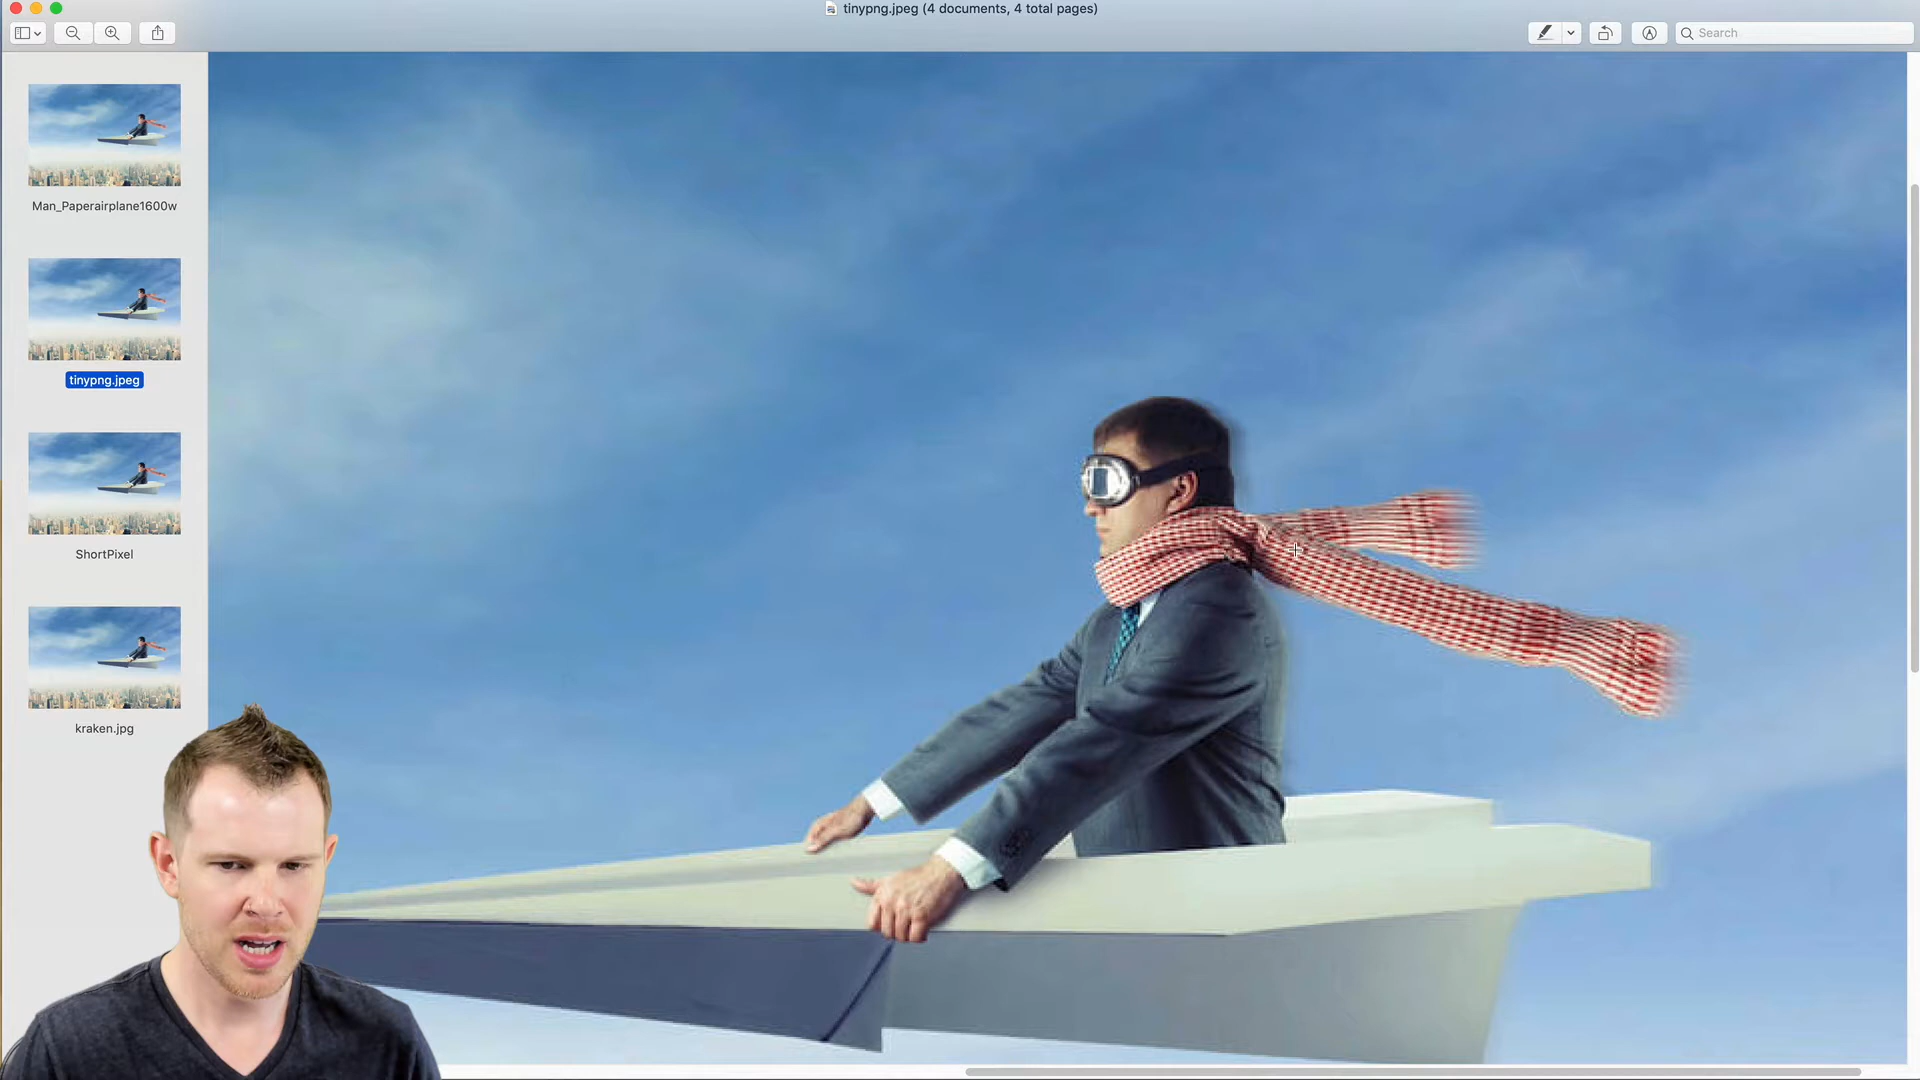 tinypng.jpeg (4 documents, 4 total pages)
Search
Man_Paperairplane1600w
tinypng.jpeg
ShortPixel
kraken.jpg